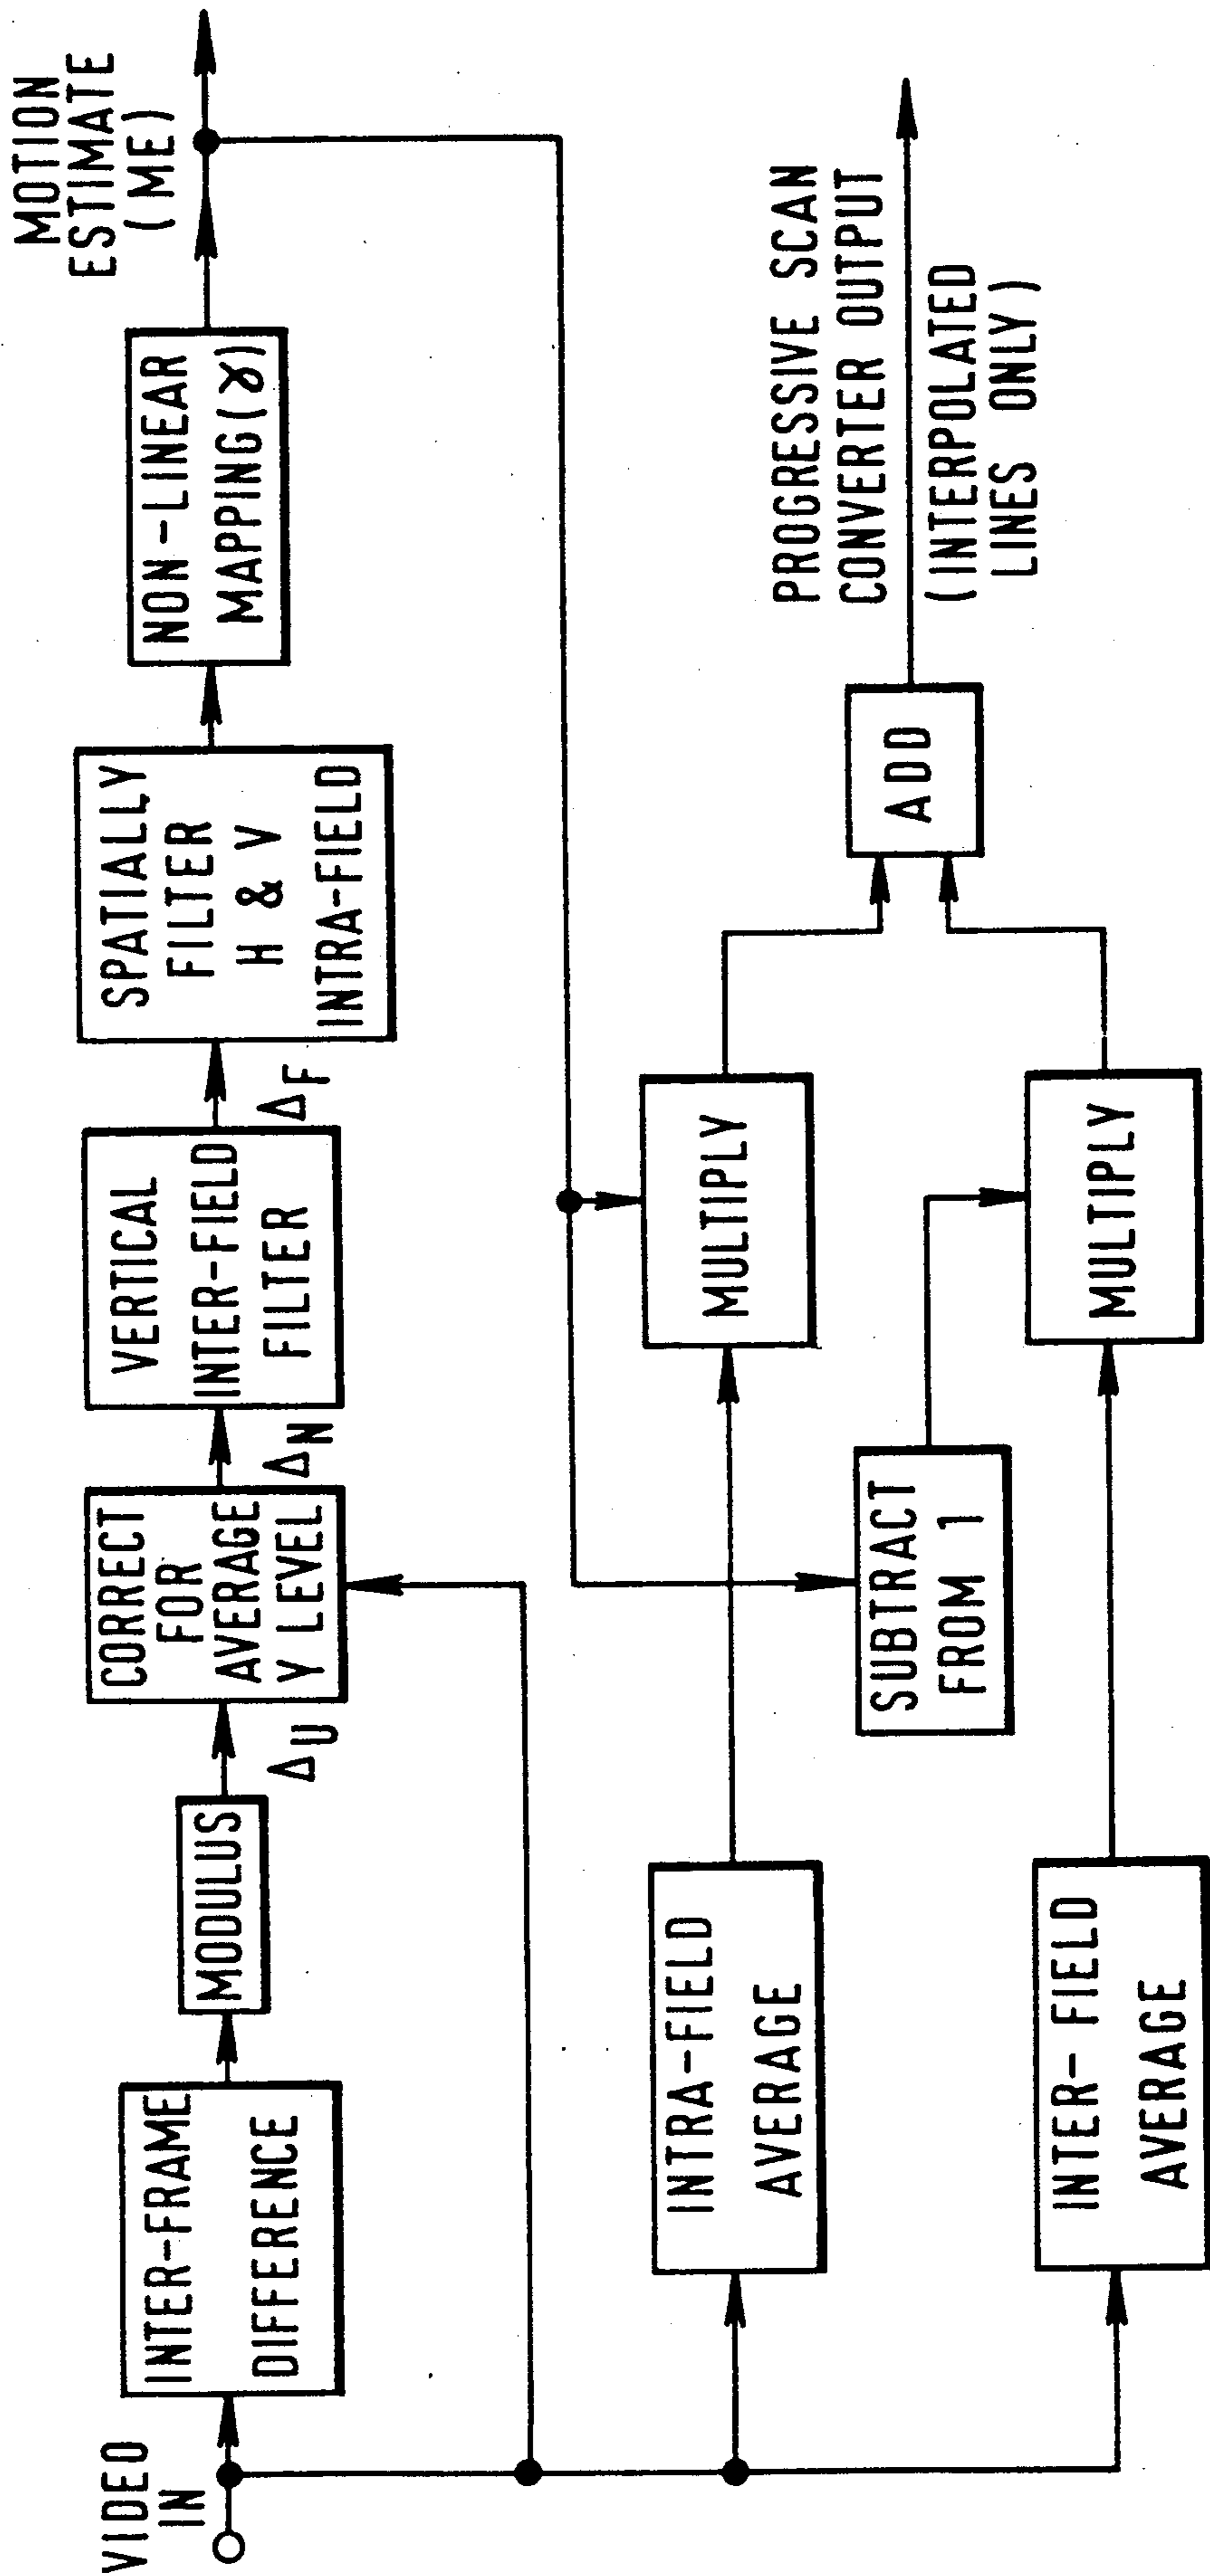 VIDEO
IN
INTER-FRAME
DIFFERENCE
MODULUS
ΔU
CORRECT
FOR
AVERAGE
Y LEVEL
ΔN
VERTICAL
INTER-FIELD
FILTER
ΔF
SPATIALLY
FILTER
H & V
INTRA-FIELD
NON-LINEAR
MAPPING(γ)
MOTION
ESTIMATE
(ME)
INTRA-FIELD
AVERAGE
MULTIPLY
SUBTRACT
FROM 1
INTER-FIELD
AVERAGE
MULTIPLY
ADD
PROGRESSIVE SCAN
CONVERTER OUTPUT
(INTERPOLATED
LINES ONLY)